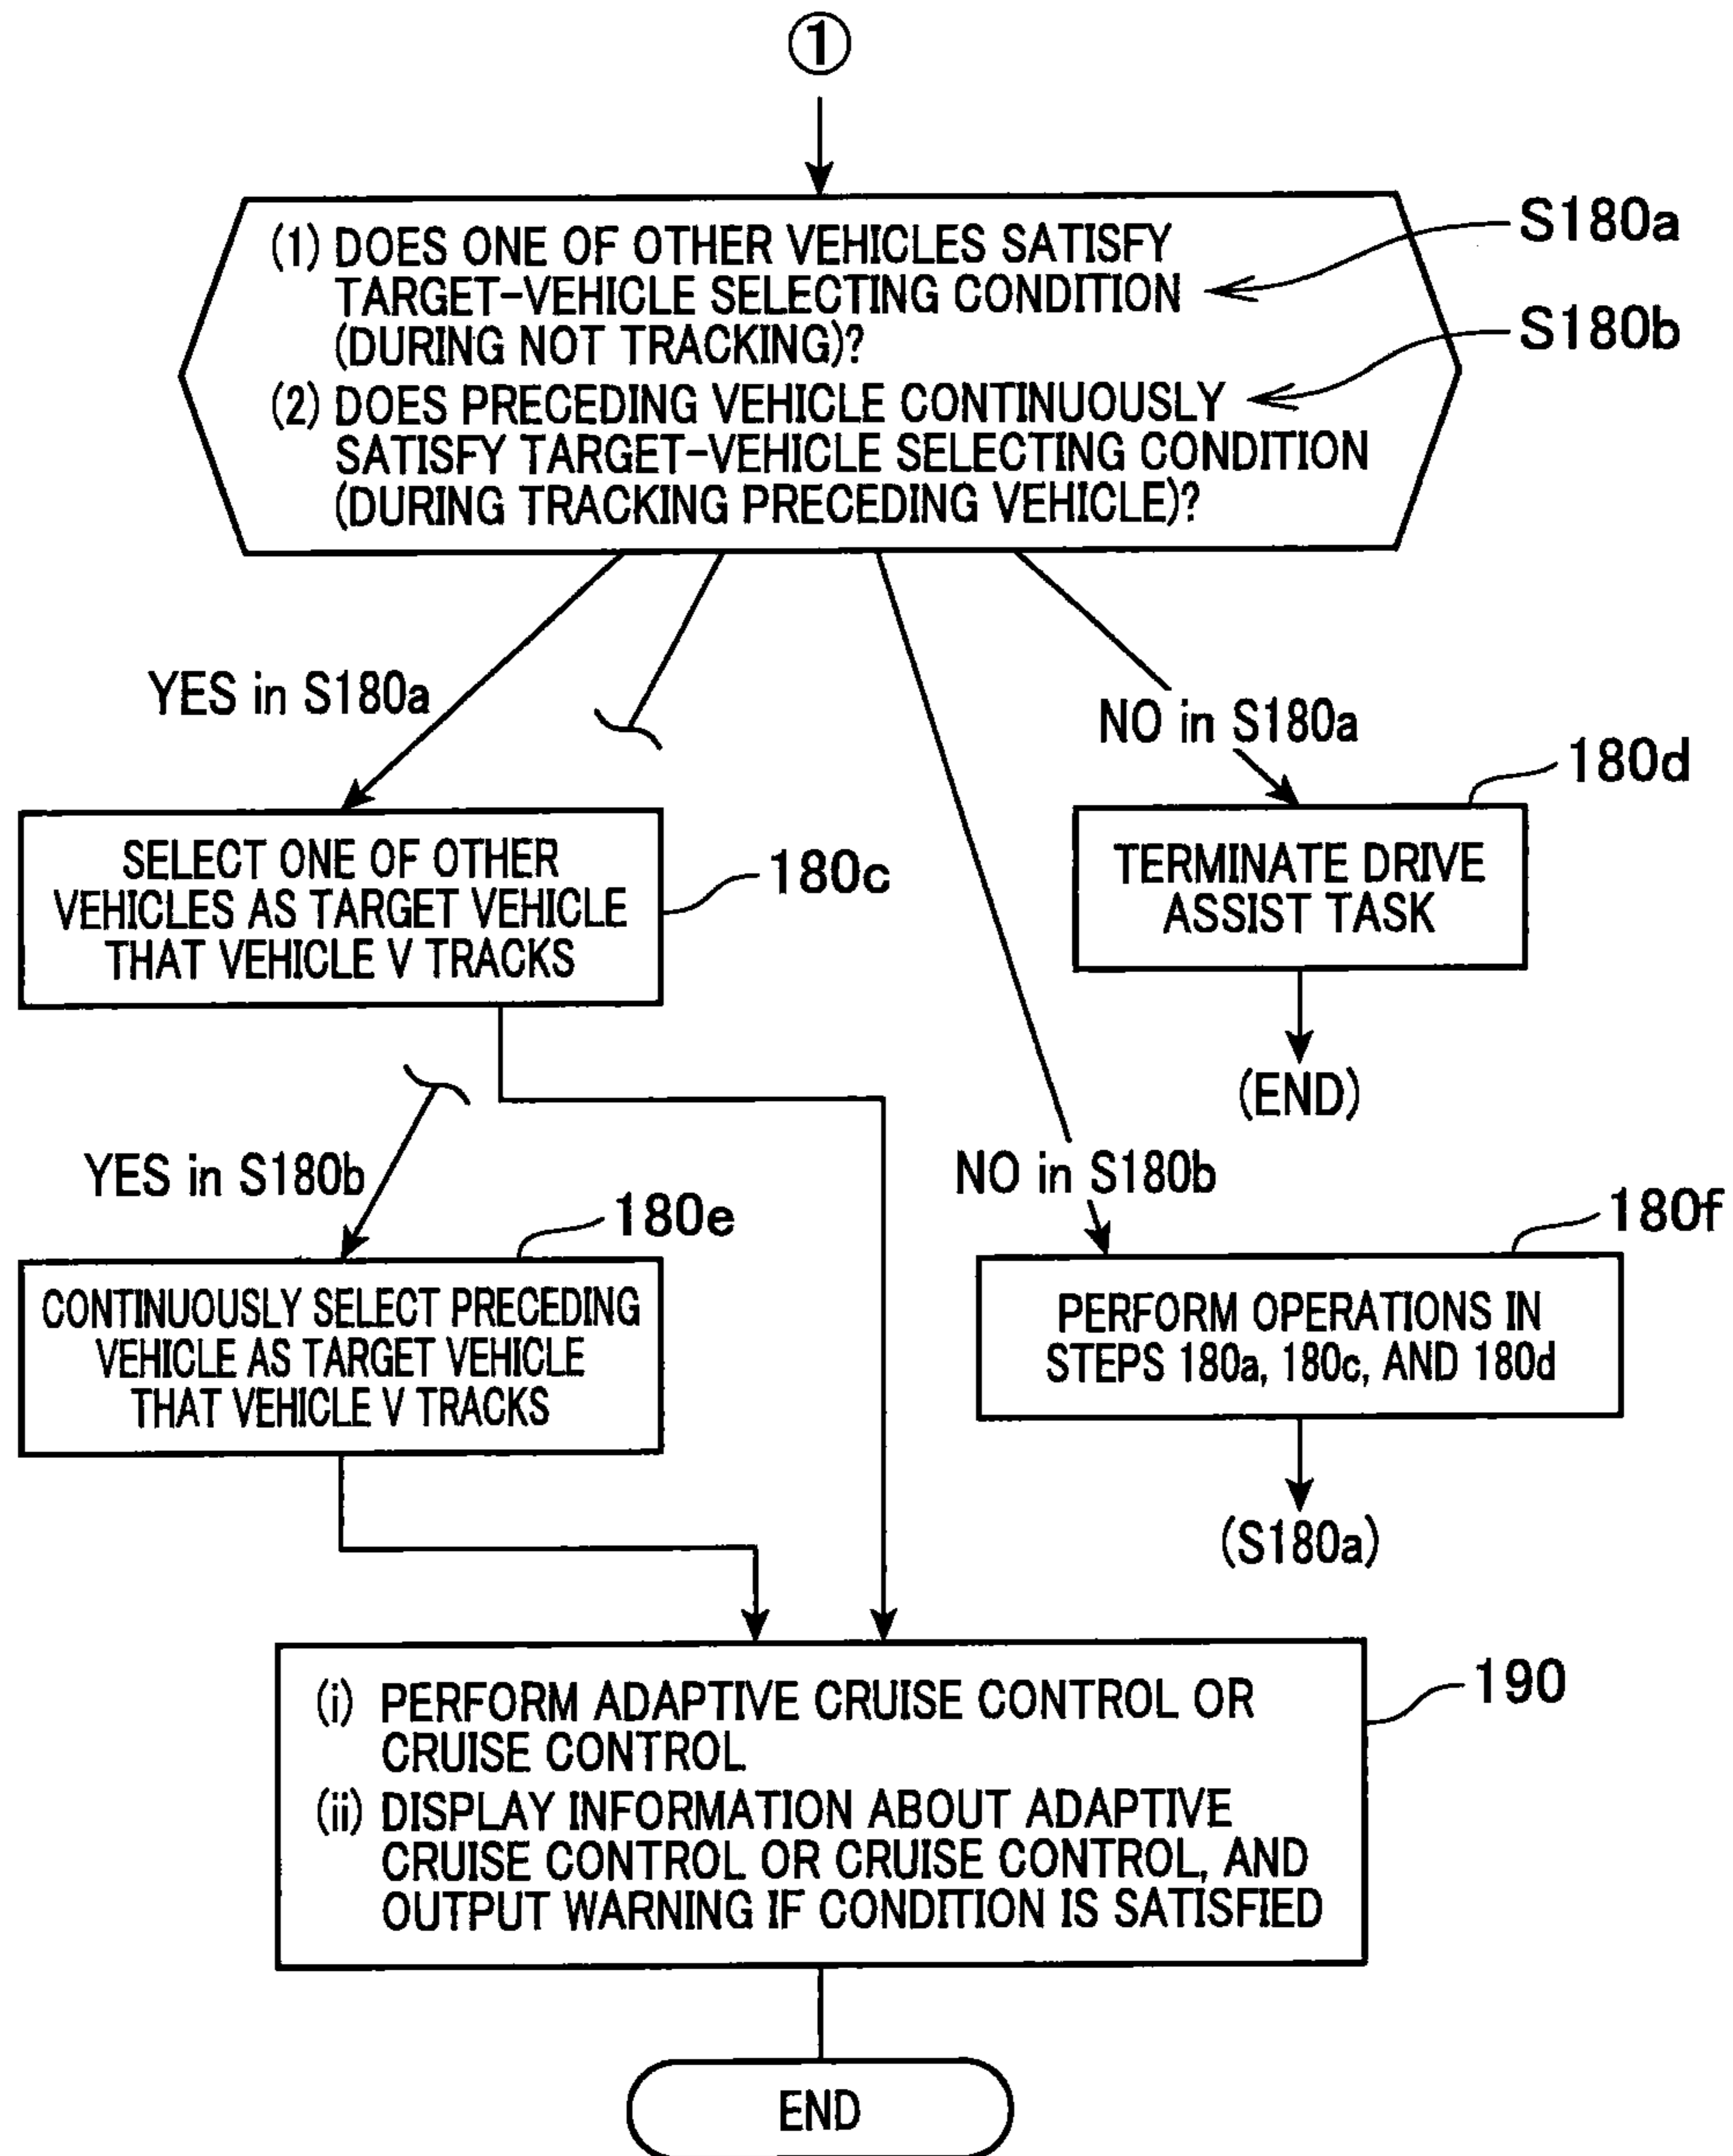 ①
(1) DOES ONE OF OTHER VEHICLES SATISFY
TARGET-VEHICLE SELECTING CONDITION
(DURING NOT TRACKING)?
(2) DOES PRECEDING VEHICLE CONTINUOUSLY
SATISFY TARGET-VEHICLE SELECTING CONDITION
(DURING TRACKING PRECEDING VEHICLE)?
S180a
S180b
YES in S180a
NO in S180a
180d
SELECT ONE OF OTHER
VEHICLES AS TARGET VEHICLE
THAT VEHICLE V TRACKS
180c
TERMINATE DRIVE
ASSIST TASK
(END)
YES in S180b
NO in S180b
180e
180f
CONTINUOUSLY SELECT PRECEDING
VEHICLE AS TARGET VEHICLE
THAT VEHICLE V TRACKS
PERFORM OPERATIONS IN
STEPS 180a, 180c, AND 180d
(S180a)
190
(i) PERFORM ADAPTIVE CRUISE CONTROL OR
CRUISE CONTROL
(ii) DISPLAY INFORMATION ABOUT ADAPTIVE
CRUISE CONTROL OR CRUISE CONTROL, AND
OUTPUT WARNING IF CONDITION IS SATISFIED
END